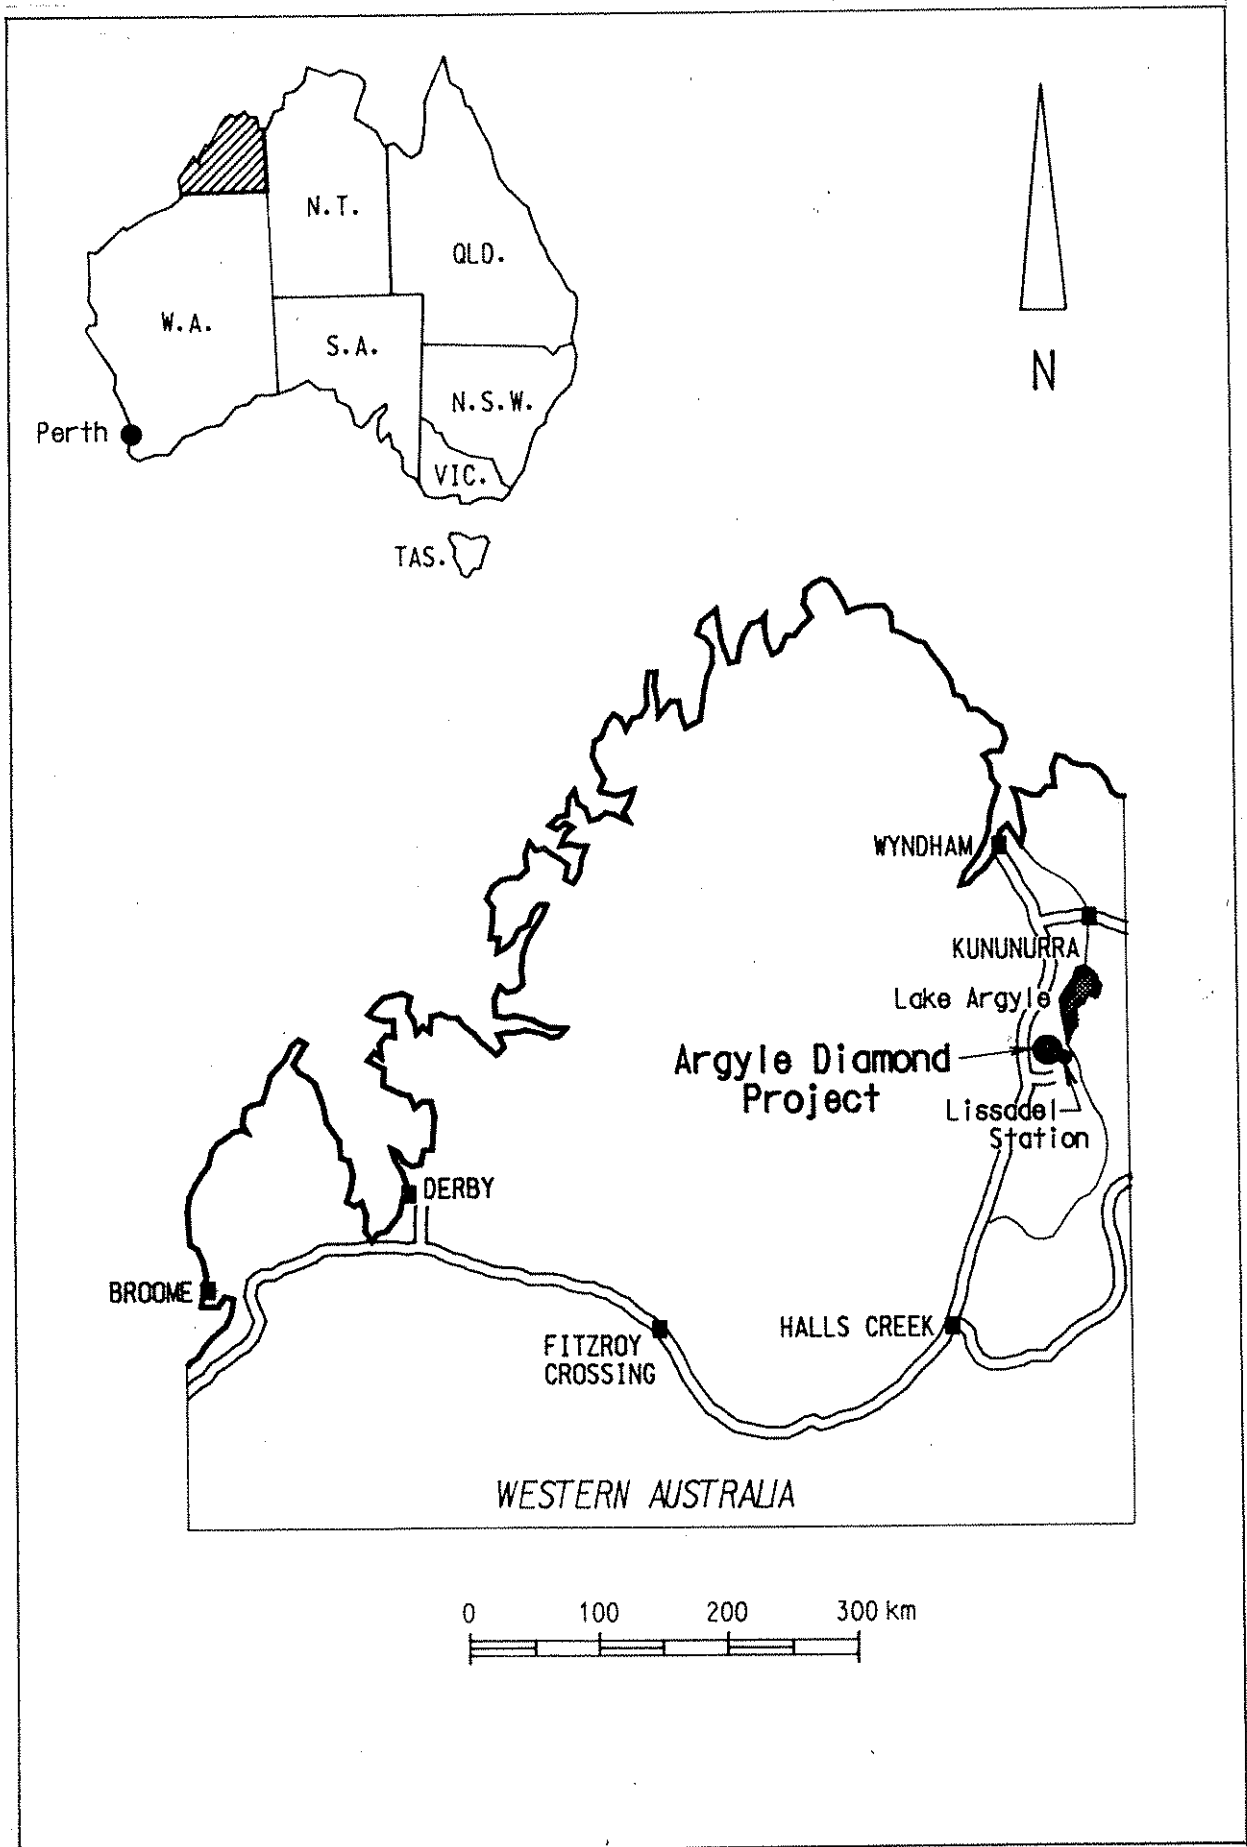 N.T.
QLD.
W.A.
S.A.
N.S.W.
Perth
VIC.
TAS.
N
WYNDHAM
KUNUNURRA
Lake Argyle
Argyle Diamond
Project
Lissadel
Station
DERBY
BROOME
FITZROY
CROSSING
HALLS CREEK
WESTERN AUSTRALIA
0 100 200 300 km